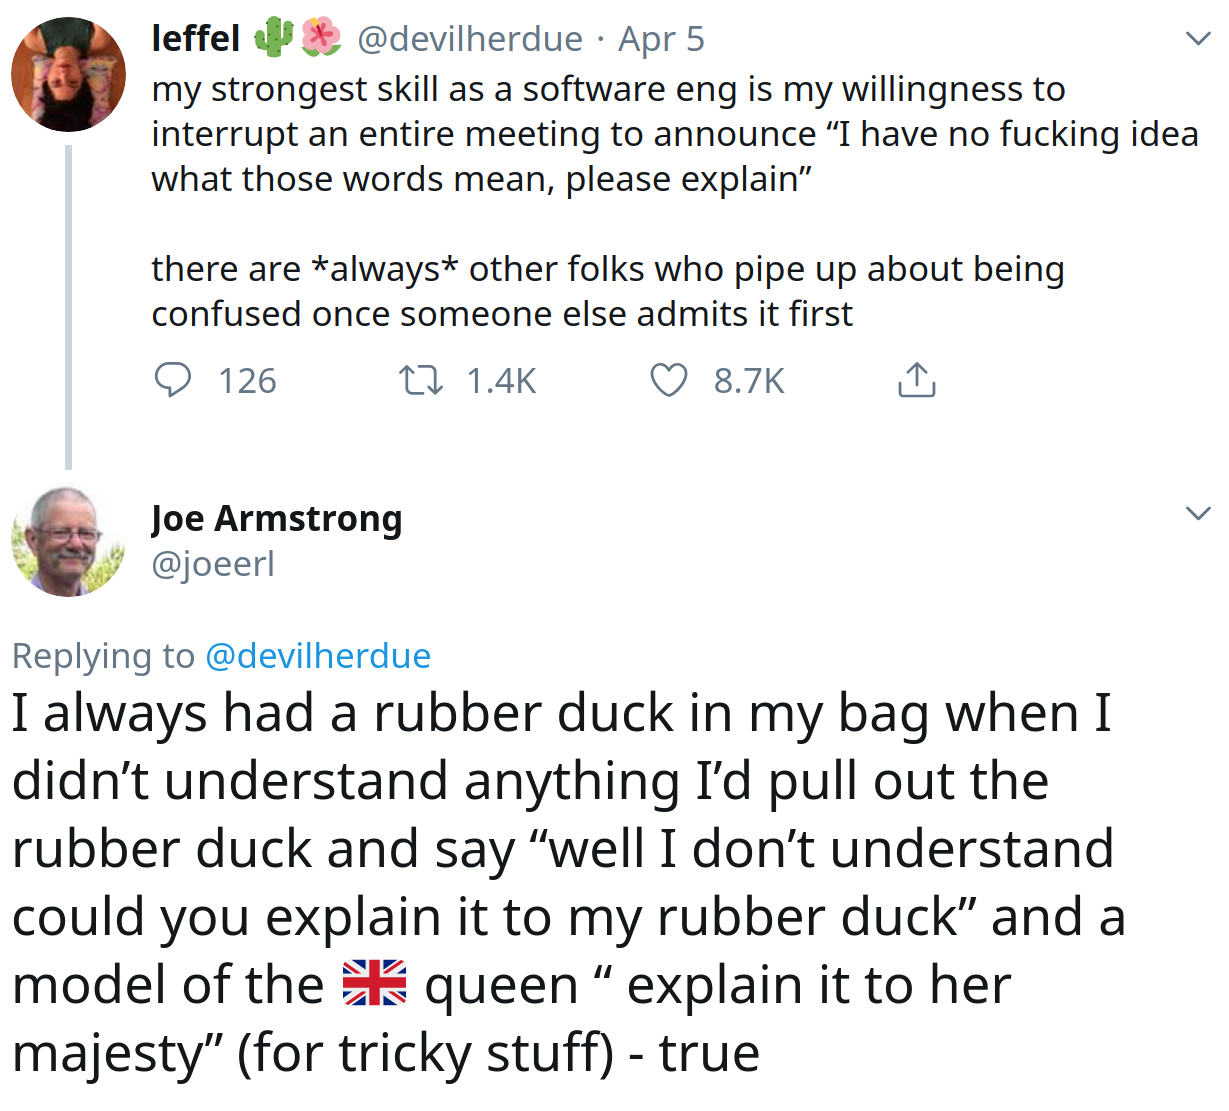 leffel 🌵🌺 @devilherdue · Apr 5
my strongest skill as a software eng is my willingness to
interrupt an entire meeting to announce “I have no fucking idea
what those words mean, please explain”
there are *always* other folks who pipe up about being
confused once someone else admits it first
126 1.4K 8.7K
Joe Armstrong
@joeerl
Replying to @devilherdue
I always had a rubber duck in my bag when I
didn’t understand anything I’d pull out the
rubber duck and say “well I don’t understand
could you explain it to my rubber duck” and a
model of the 🇬🇧 queen “ explain it to her
majesty” (for tricky stuff) - true